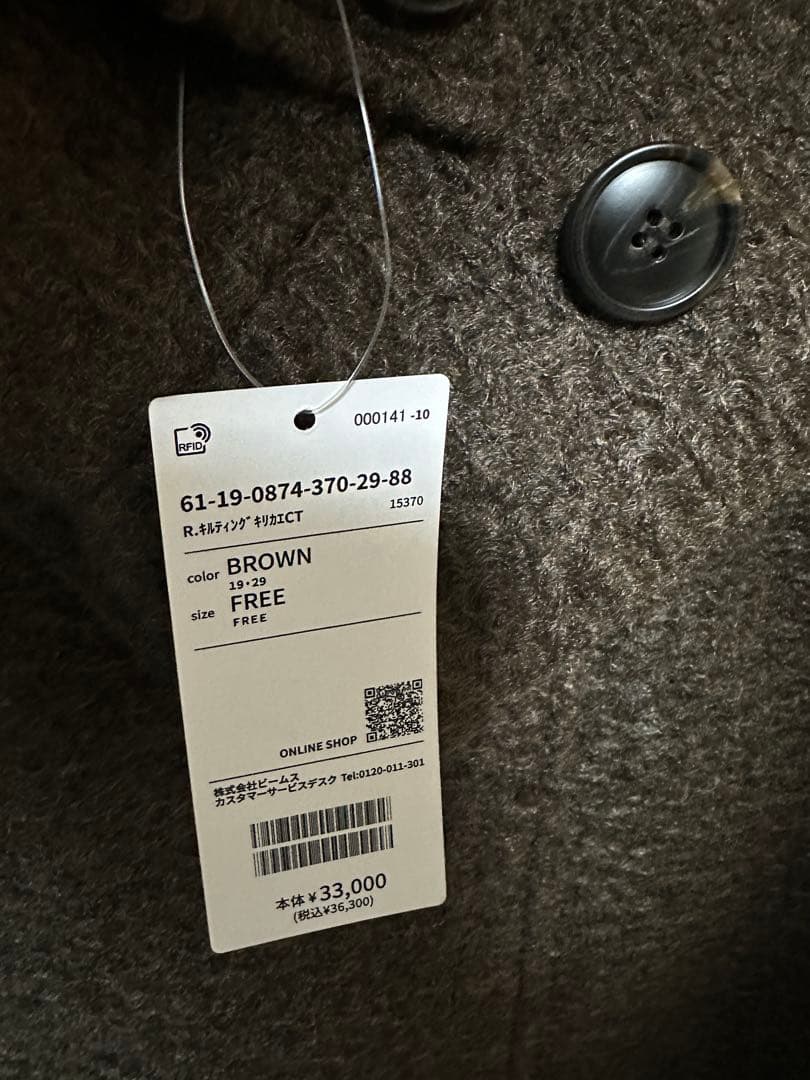 RFID
000141 -10
61-19-0874-370-29-88
15370
R.ｷﾙﾃｨﾝｸﾞｷﾘｶｴCT
color BROWN
19・29
size FREE
FREE
ONLINE SHOP
株式会社ビームス
カスタマーサービスデスク Tel:0120-011-301
本体¥33,000
(税込¥36,300)